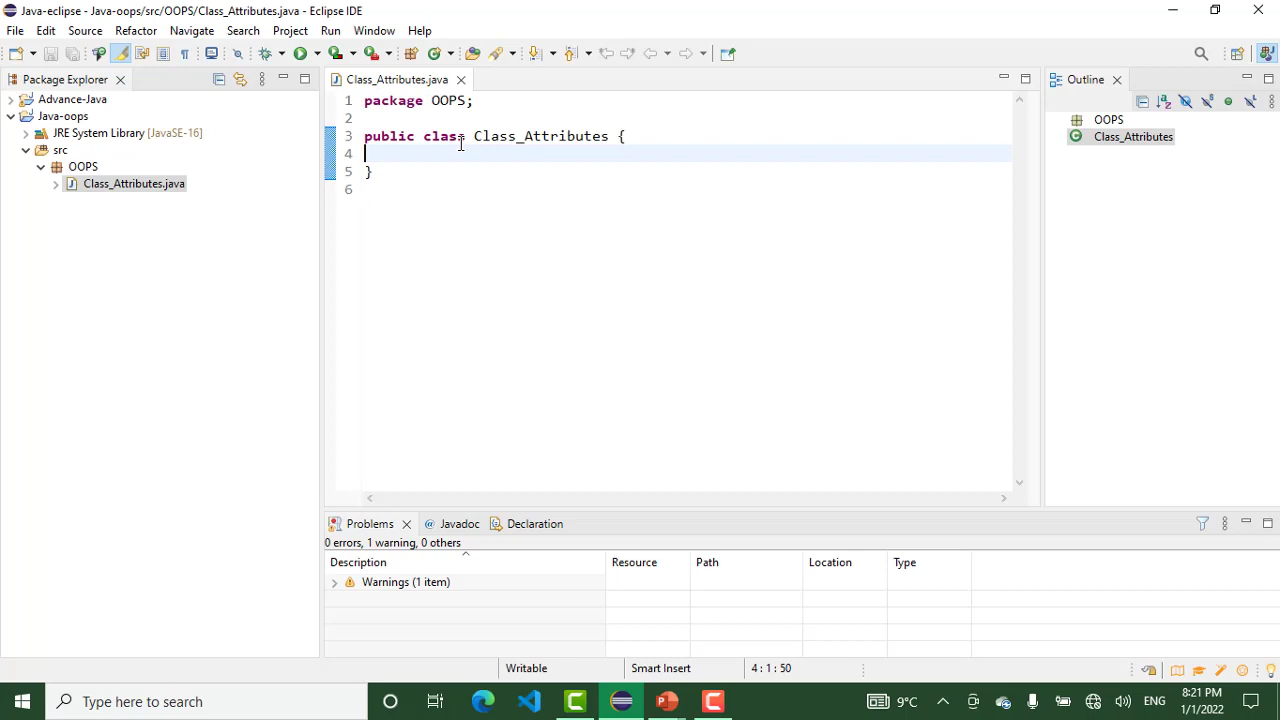 Java-eclipse - Java-oops/src/OOPS/Class_Attributes.java - Eclipse IDE
File Edit Source Refactor Navigate Search Project Run Window Help
Package Explorer
Class_Attributes.java
Outline
Advance-Java
Java-oops
JRE System Library [JavaSE-16]
src
OOPS
Class_Attributes.java
1 package OOPS;
2
3 public class Class_Attributes {
4
5 }
6
OOPS
Class_Attributes
Problems @ Javadoc Declaration
0 errors, 1 warning, 0 others
Description Resource Path Location Type
Warnings (1 item)
Writable Smart Insert 4 : 1 : 50
Type here to search
9°C
ENG
8:21 PM
1/1/2022